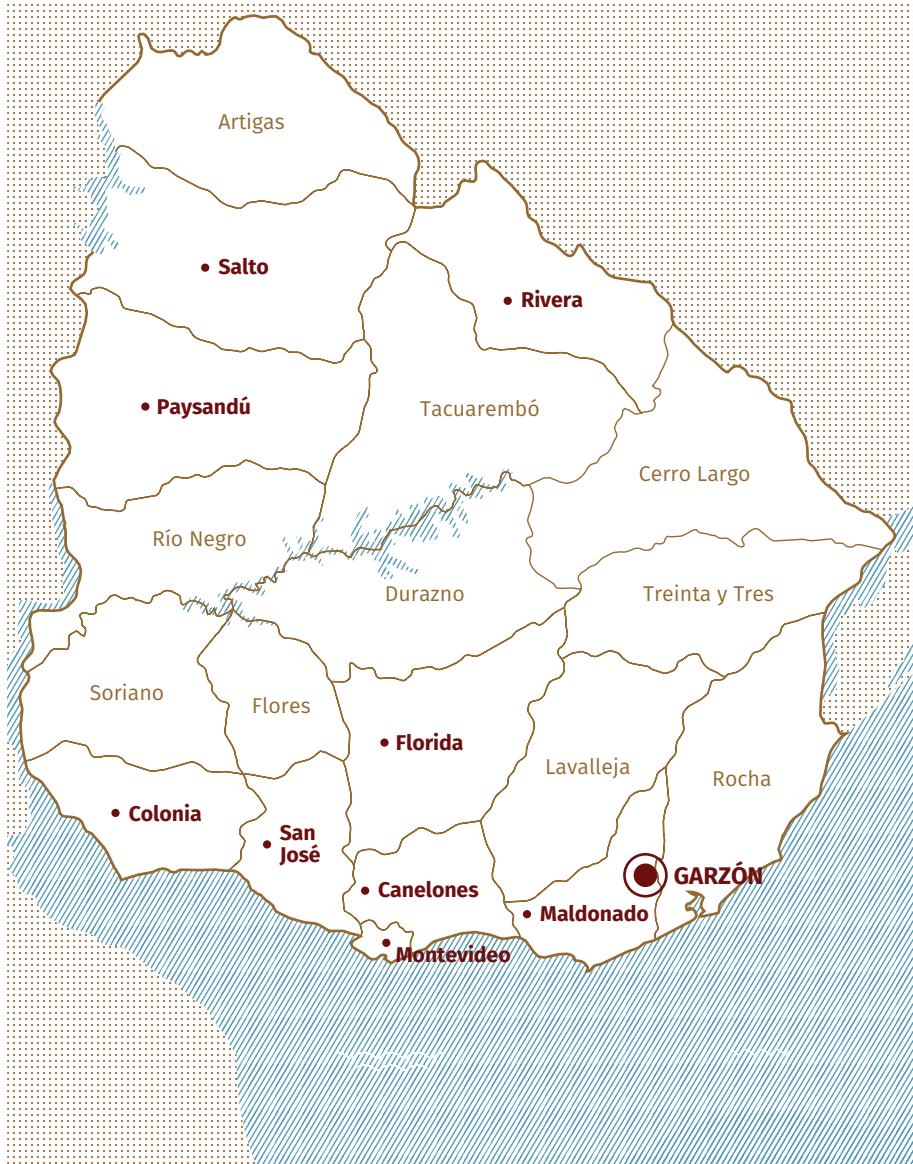 Artigas
Salto
Rivera
Paysandú
Tacuarembó
Cerro Largo
Río Negro
Durazno
Treinta y Tres
Soriano
Flores
Florida
Lavalleja
Rocha
Colonia
San
José
GARZÓN
Canelones
Maldonado
Montevideo